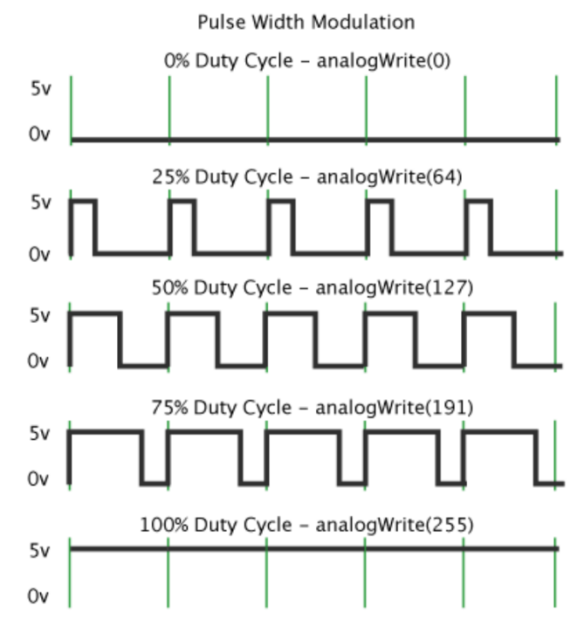 Pulse Width Modulation
0% Duty Cycle – analogWrite(0)
5v
0v
25% Duty Cycle – analogWrite(64)
5v
0v
50% Duty Cycle – analogWrite(127)
5v
0v
75% Duty Cycle – analogWrite(191)
5v
0v
100% Duty Cycle – analogWrite(255)
5v
0v